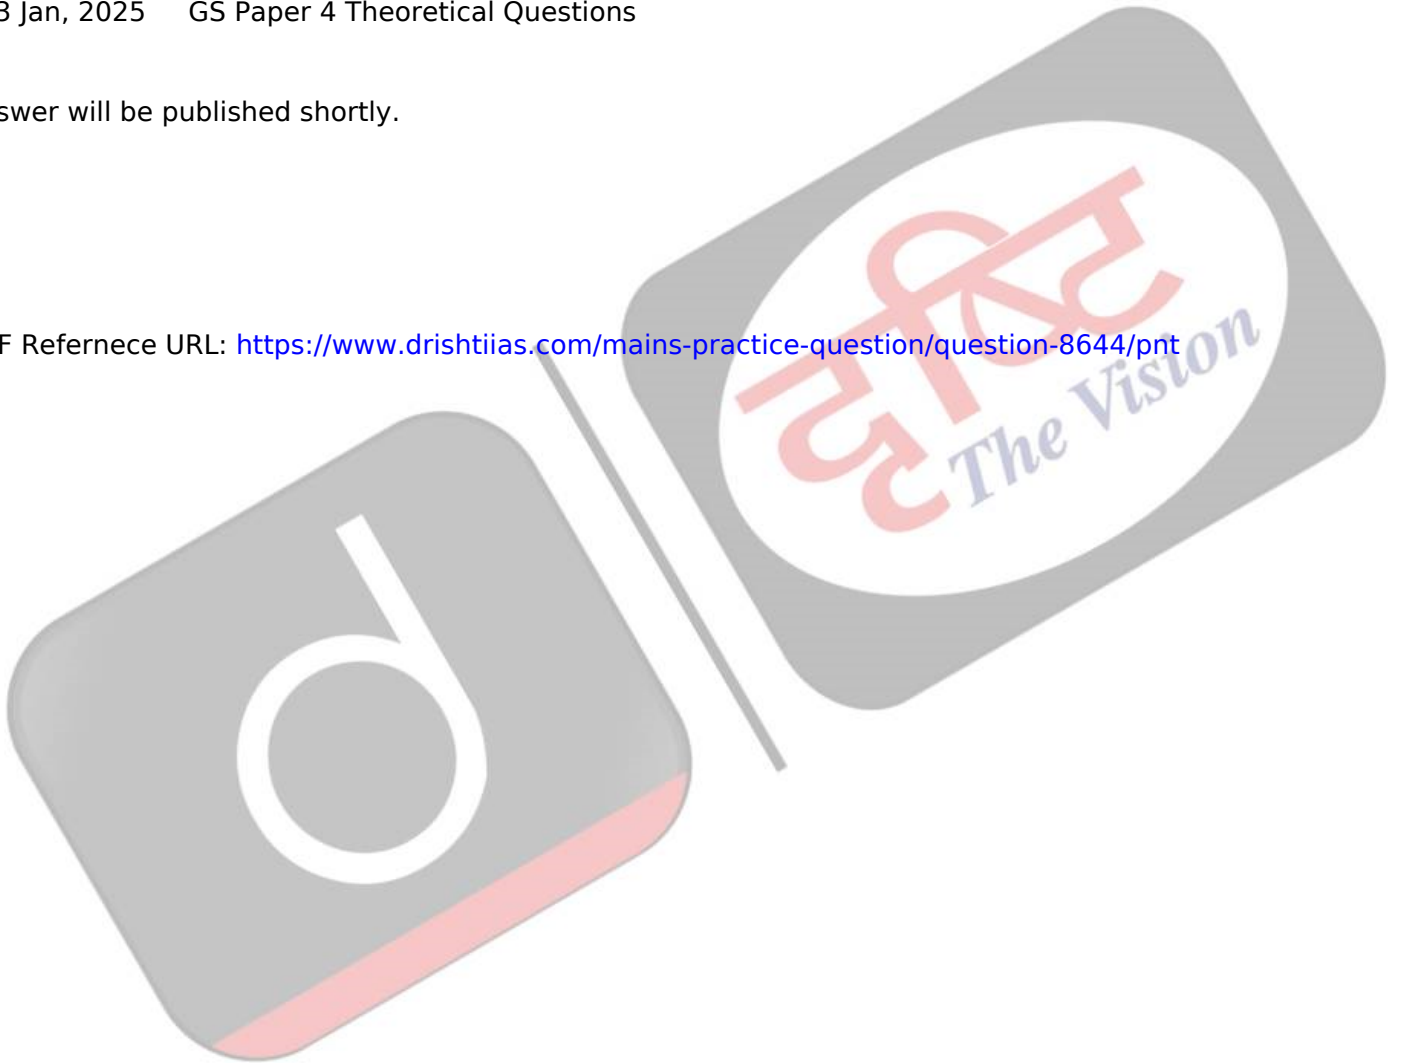 3 Jan, 2025 GS Paper 4 Theoretical Questions
swer will be published shortly.
F Refernece URL: https://www.drishtiias.com/mains-practice-question/question-8644/pnt
दृष्टि
The Vision
d